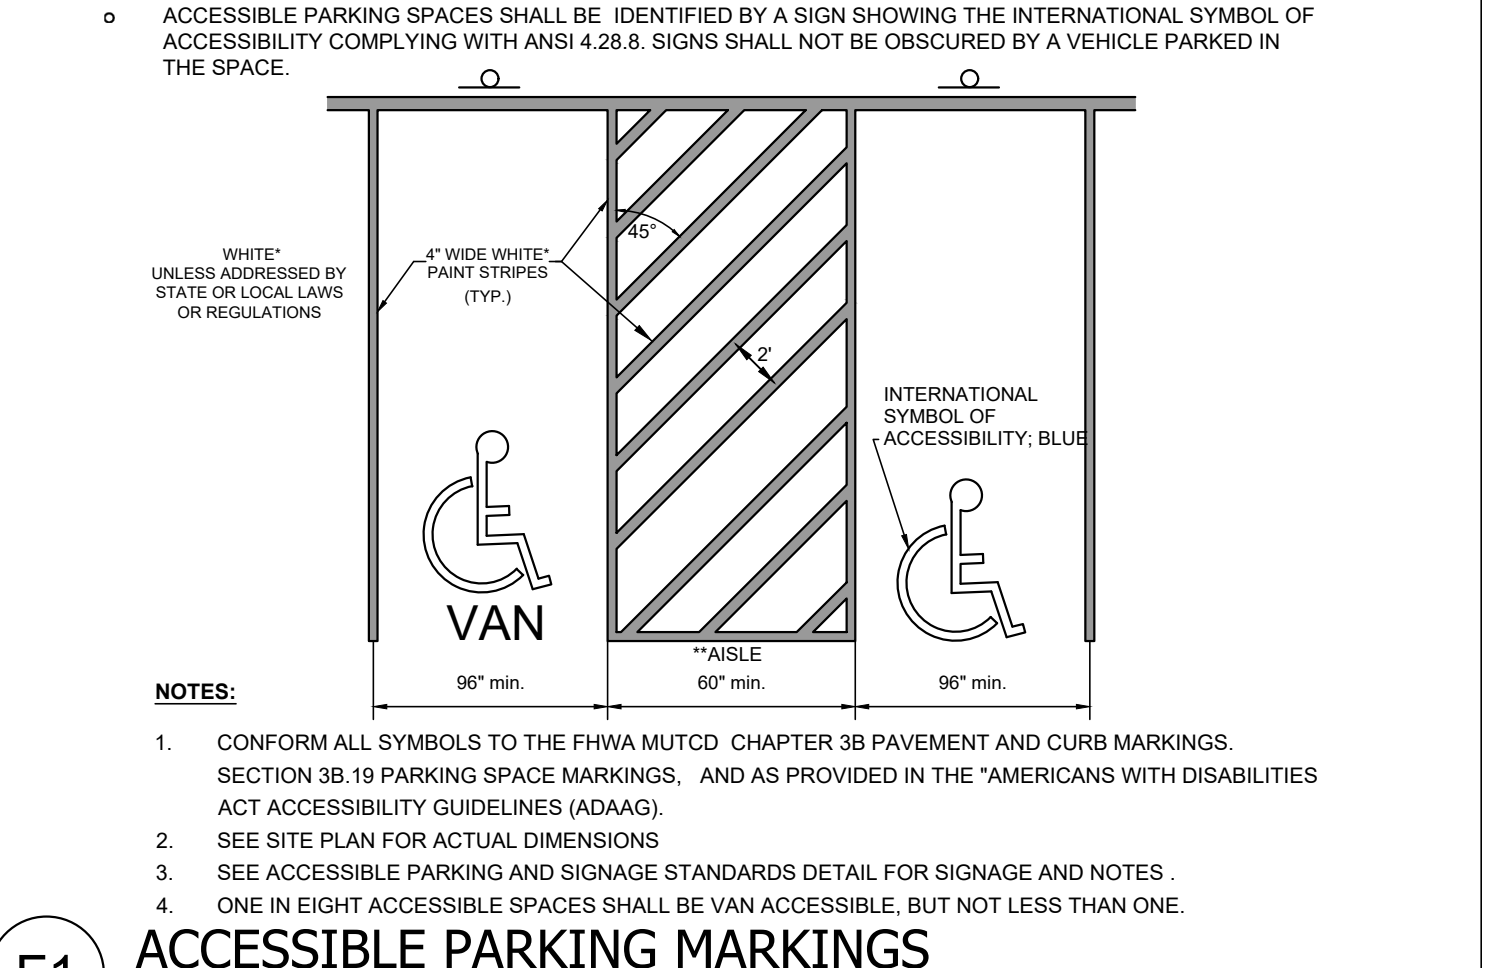 o ACCESSIBLE PARKING SPACES SHALL BE IDENTIFIED BY A SIGN SHOWING THE INTERNATIONAL SYMBOL OF
ACCESSIBILITY COMPLYING WITH ANSI 4.28.8. SIGNS SHALL NOT BE OBSCURED BY A VEHICLE PARKED IN
THE SPACE.
WHITE*
UNLESS ADDRESSED BY
STATE OR LOCAL LAWS
OR REGULATIONS
4" WIDE WHITE*
PAINT STRIPES
(TYP.)
45°
2'
INTERNATIONAL
SYMBOL OF
ACCESSIBILITY; BLUE
VAN
**AISLE
96" min.
60" min.
96" min.
NOTES:
1. CONFORM ALL SYMBOLS TO THE FHWA MUTCD CHAPTER 3B PAVEMENT AND CURB MARKINGS.
SECTION 3B.19 PARKING SPACE MARKINGS, AND AS PROVIDED IN THE "AMERICANS WITH DISABILITIES
ACT ACCESSIBILITY GUIDELINES (ADAAG).
2. SEE SITE PLAN FOR ACTUAL DIMENSIONS
3. SEE ACCESSIBLE PARKING AND SIGNAGE STANDARDS DETAIL FOR SIGNAGE AND NOTES .
4. ONE IN EIGHT ACCESSIBLE SPACES SHALL BE VAN ACCESSIBLE, BUT NOT LESS THAN ONE.
ACCESSIBLE PARKING MARKINGS